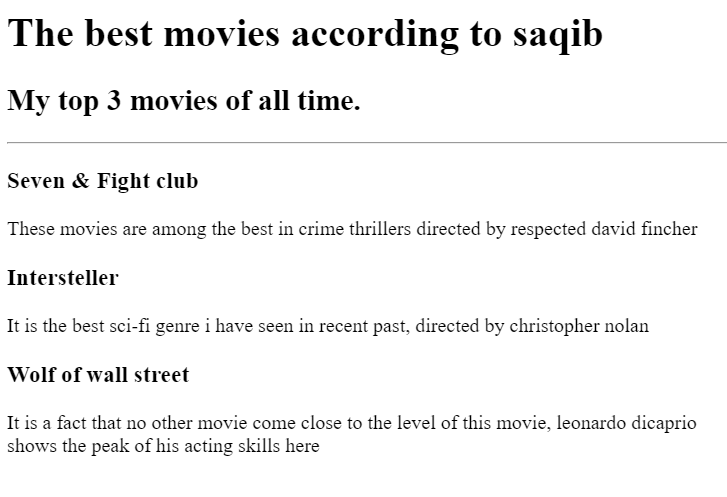 The best movies according to saqib
My top 3 movies of all time.
Seven & Fight club
These movies are among the best in crime thrillers directed by respected david fincher
Intersteller
It is the best sci-fi genre i have seen in recent past, directed by christopher nolan
Wolf of wall street
It is a fact that no other movie come close to the level of this movie, leonardo dicaprio
shows the peak of his acting skills here